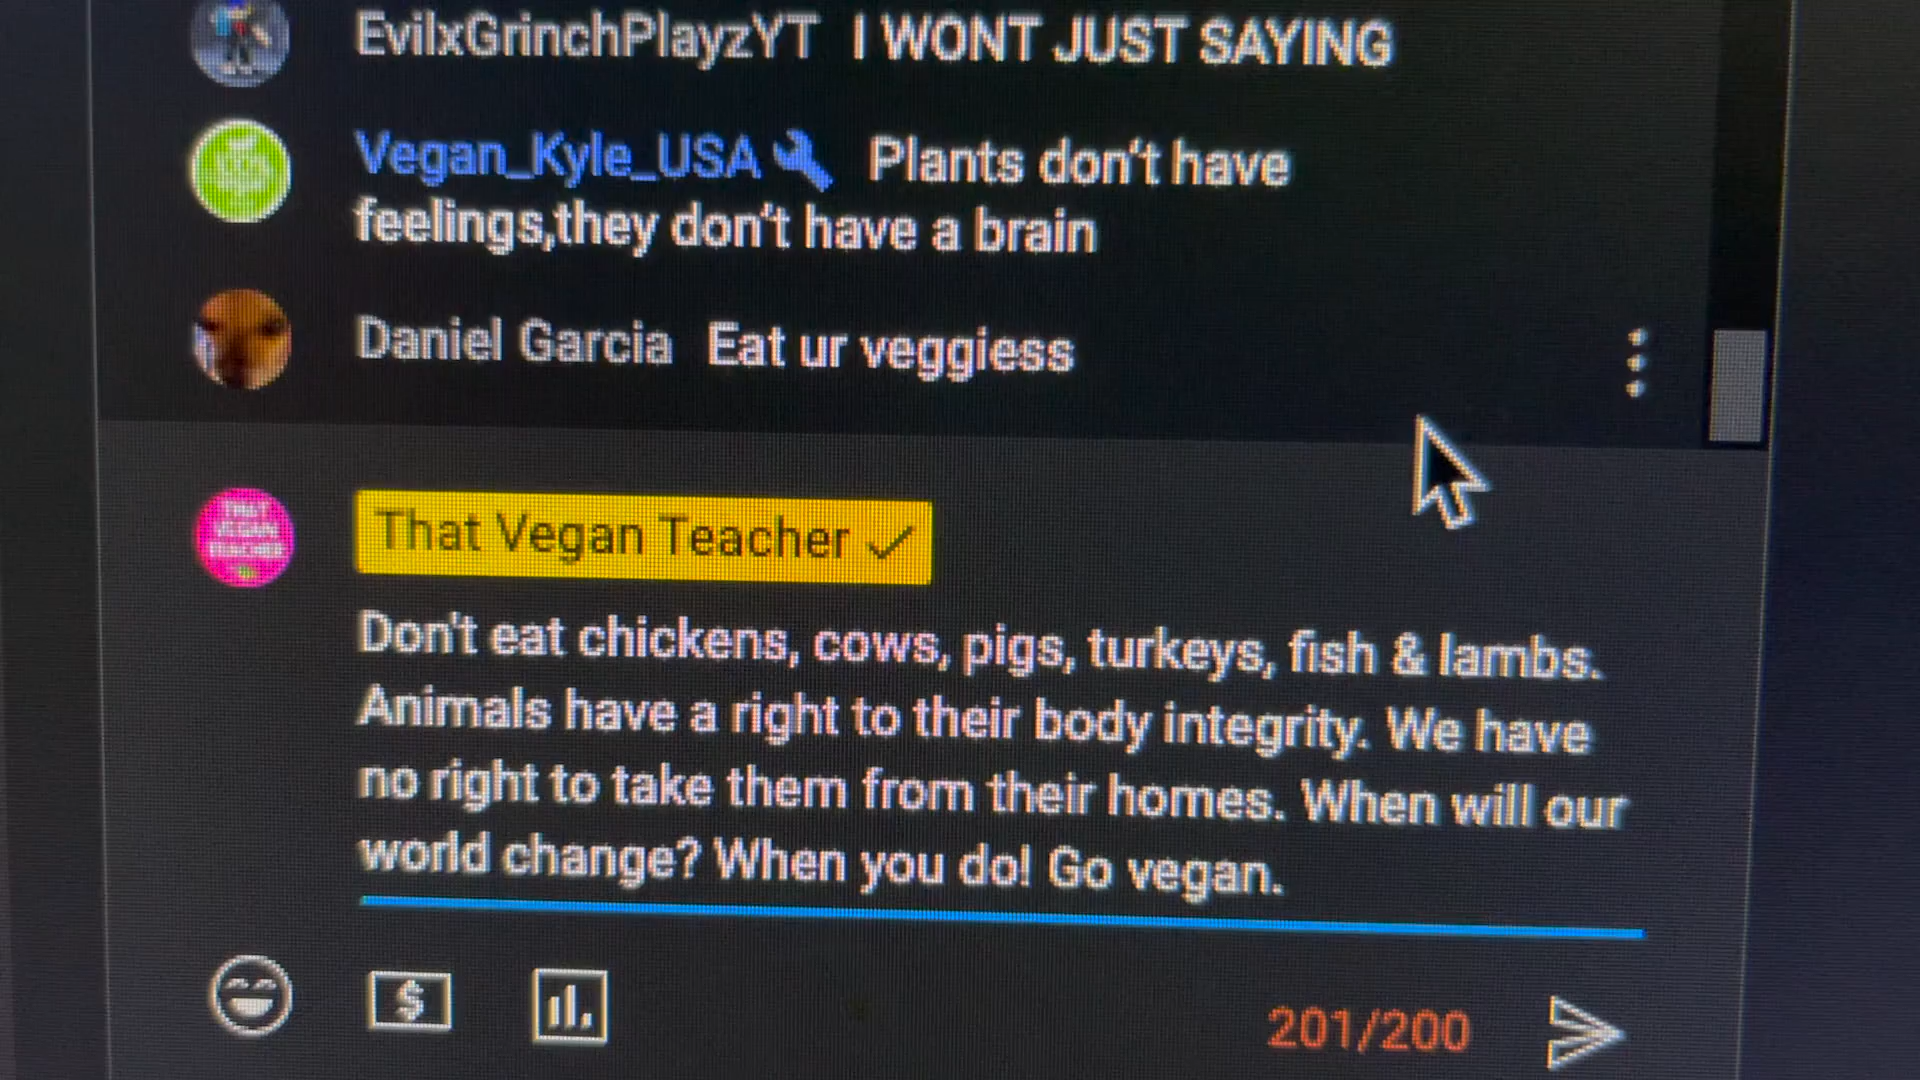 EvilxGrinchPlayzYT I WONT JUST SAYING
Vegan_Kyle_USA Plants don't have
feelings,they don't have a brain
Daniel Garcia Eat ur veggiess
That Vegan Teacher
THAT
VEGAN
TEACHER
Don't eat chickens, cows, pigs, turkeys, fish & lambs.
Animals have a right to their body integrity. We have
no right to take them from their homes. When will our
world change? When you do! Go vegan.
$
201/200